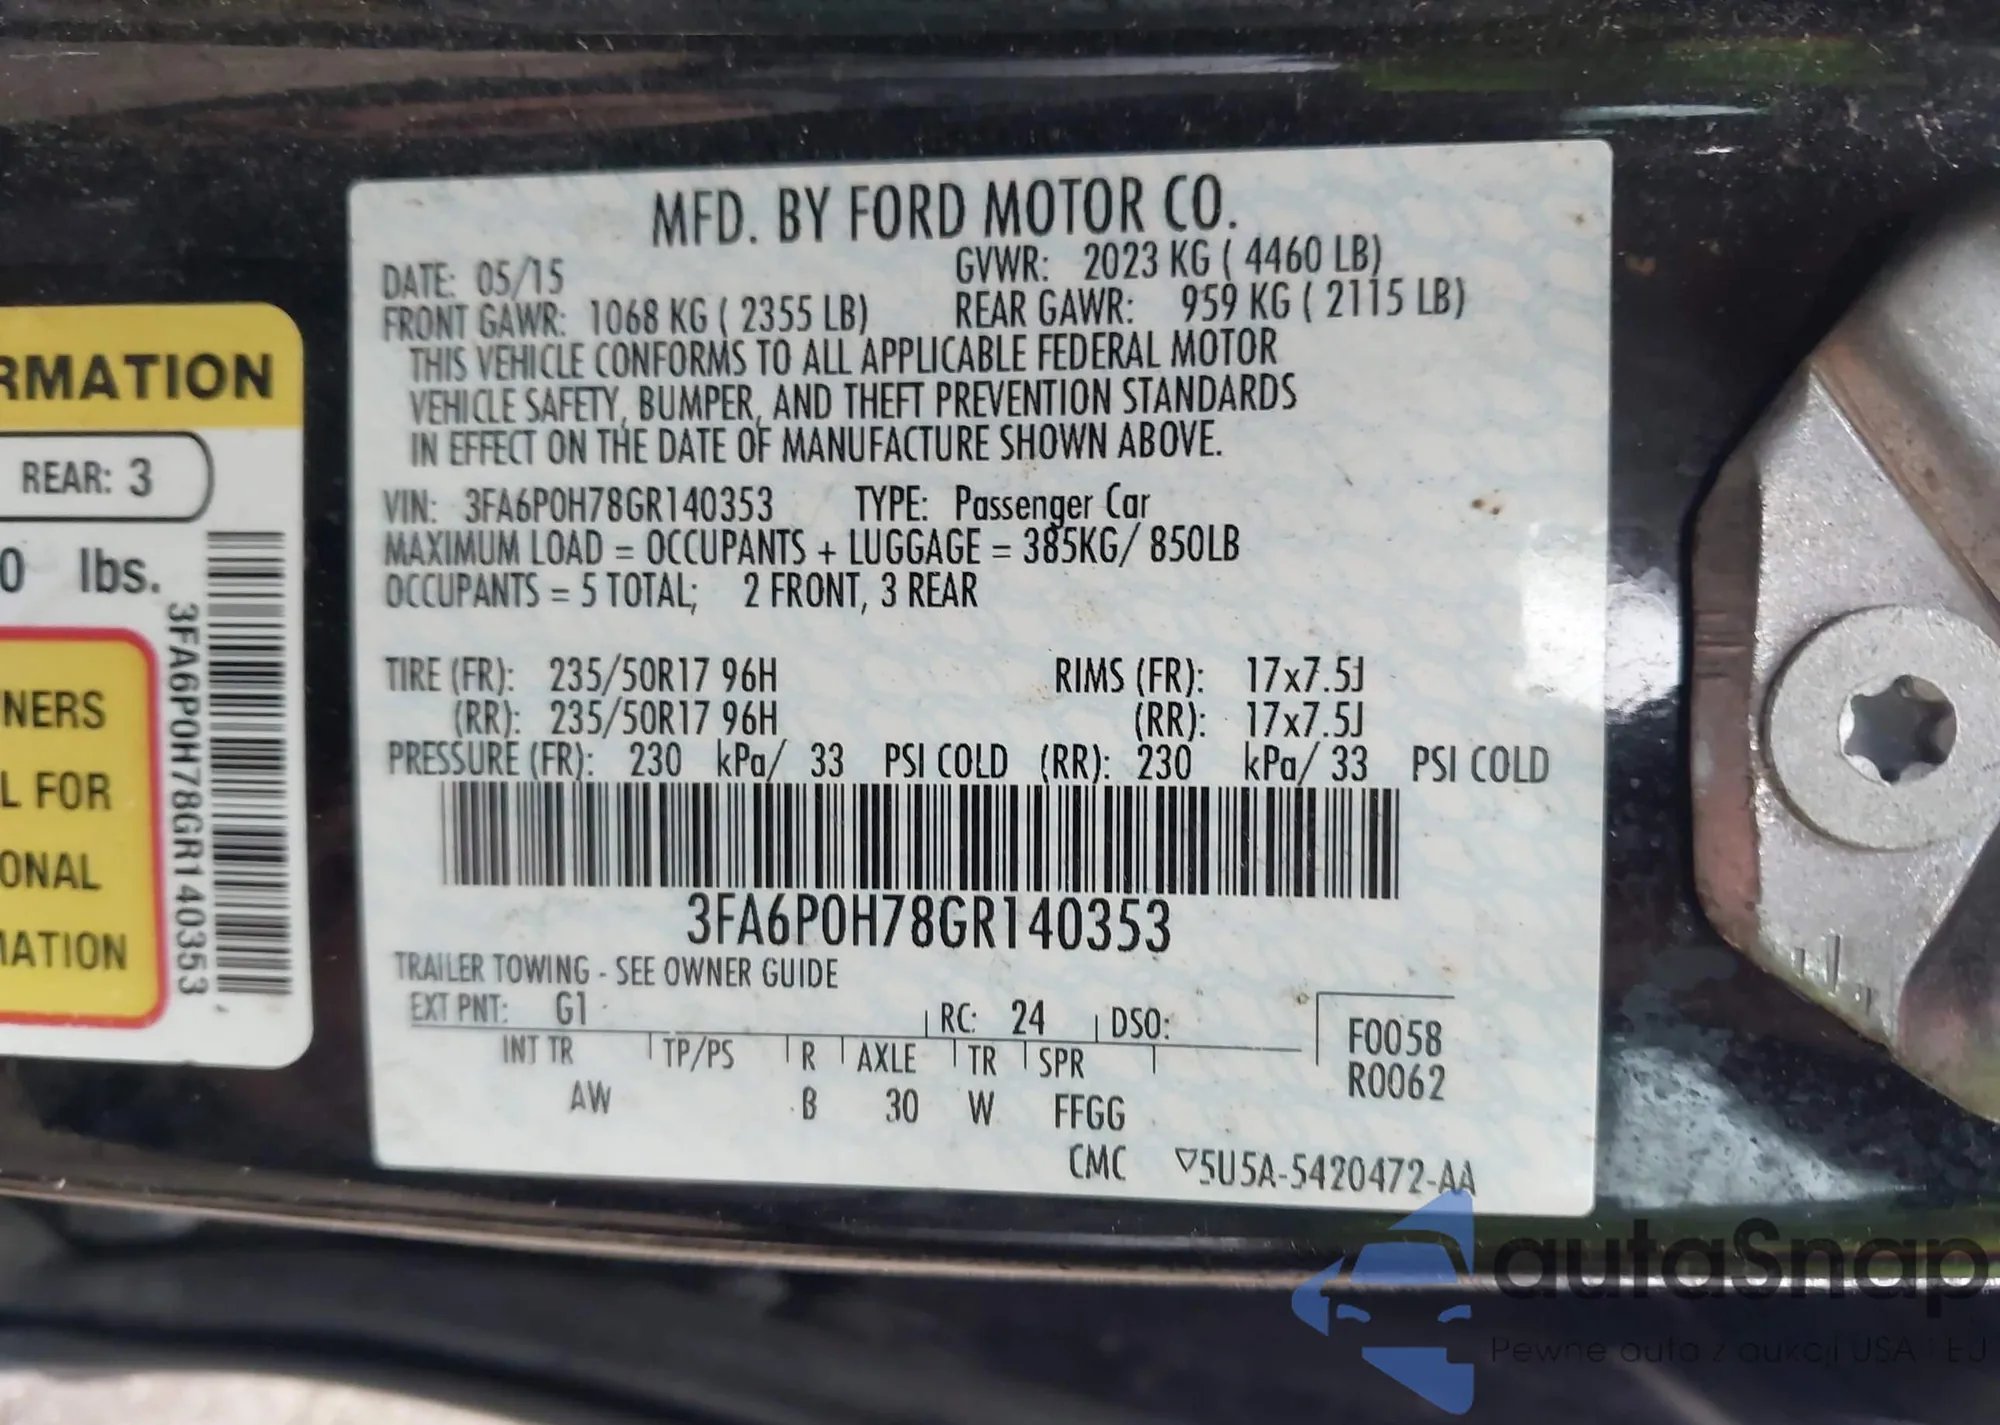 MFD. BY FORD MOTOR CO.
DATE: 05/15 GVWR: 2023 KG ( 4460 LB)
FRONT GAWR: 1068 KG ( 2355 LB) REAR GAWR: 959 KG ( 2115 LB)
THIS VEHICLE CONFORMS TO ALL APPLICABLE FEDERAL MOTOR
VEHICLE SAFETY, BUMPER, AND THEFT PREVENTION STANDARDS
IN EFFECT ON THE DATE OF MANUFACTURE SHOWN ABOVE.
VIN: 3FA6P0H78GR140353 TYPE: Passenger Car
MAXIMUM LOAD = OCCUPANTS + LUGGAGE = 385KG/ 850LB
OCCUPANTS = 5 TOTAL; 2 FRONT, 3 REAR
TIRE (FR): 235/50R17 96H RIMS (FR): 17x7.5J
(RR): 235/50R17 96H (RR): 17x7.5J
PRESSURE (FR): 230 kPa/ 33 PSI COLD (RR): 230 kPa/ 33 PSI COLD
3FA6P0H78GR140353
TRAILER TOWING - SEE OWNER GUIDE
EXT PNT: G1 RC: 24 DSO:
INT TR TP/PS R AXLE TR SPR
AW B 30 W FFGG
F0058
R0062
CMC ▽5U5A-5420472-AA
RMATION
REAR: 3
0 lbs.
NERS
L FOR
ONAL
MATION
3FA6P0H78GR140353
autaSnap
Pewne auta z aukcji USA i EU